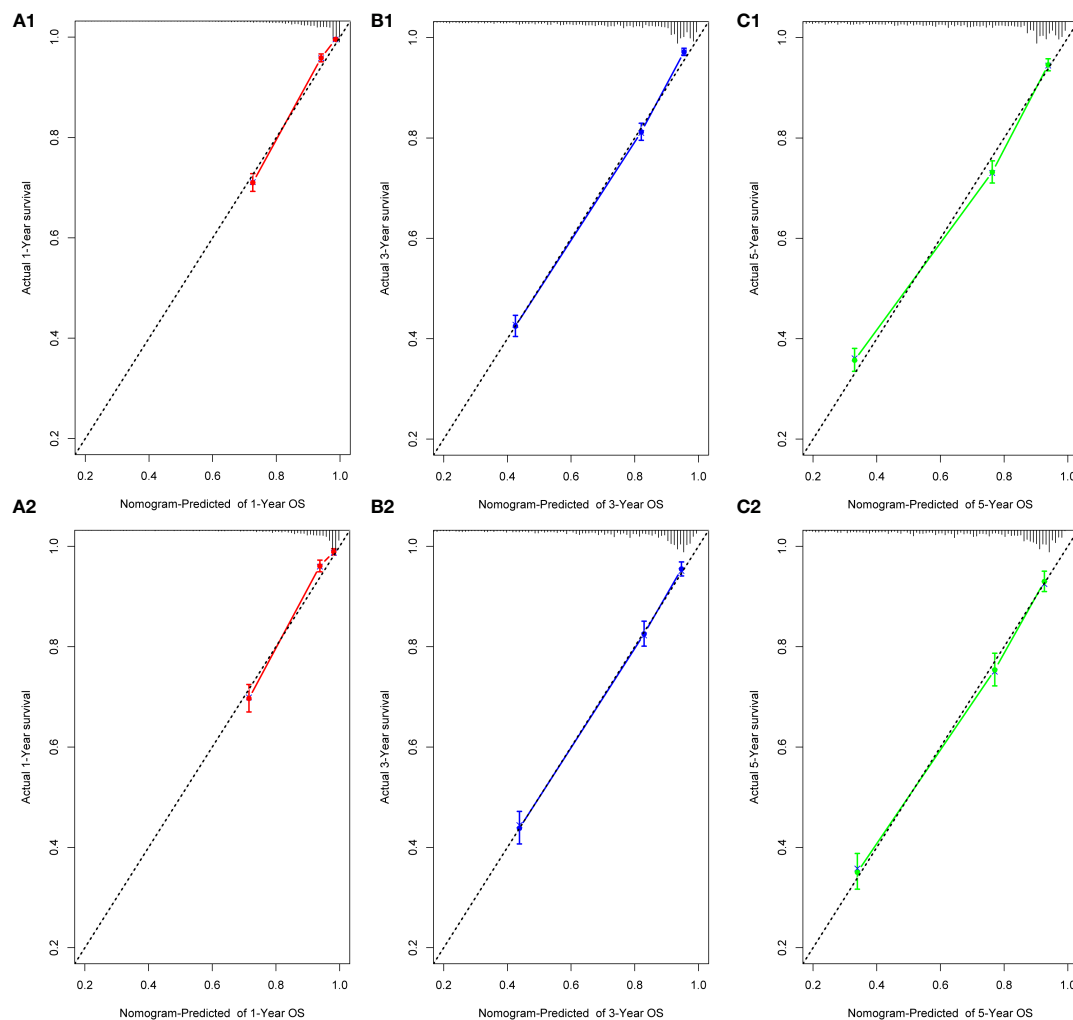 A1
B1
C1
1.0
0.8
0.6
0.4
0.2
Actual 1-Year survival
0.2 0.4 0.6 0.8 1.0
Nomogram-Predicted of 1-Year OS
1.0
0.8
0.6
0.4
0.2
Actual 3-Year survival
0.2 0.4 0.6 0.8 1.0
Nomogram-Predicted of 3-Year OS
1.0
0.8
0.6
0.4
0.2
Actual 5-Year survival
0.2 0.4 0.6 0.8 1.0
Nomogram-Predicted of 5-Year OS
A2
B2
C2
1.0
0.8
0.6
0.4
0.2
Actual 1-Year survival
0.2 0.4 0.6 0.8 1.0
Nomogram-Predicted of 1-Year OS
1.0
0.8
0.6
0.4
0.2
Actual 3-Year survival
0.2 0.4 0.6 0.8 1.0
Nomogram-Predicted of 3-Year OS
1.0
0.8
0.6
0.4
0.2
Actual 5-Year survival
0.2 0.4 0.6 0.8 1.0
Nomogram-Predicted of 5-Year OS